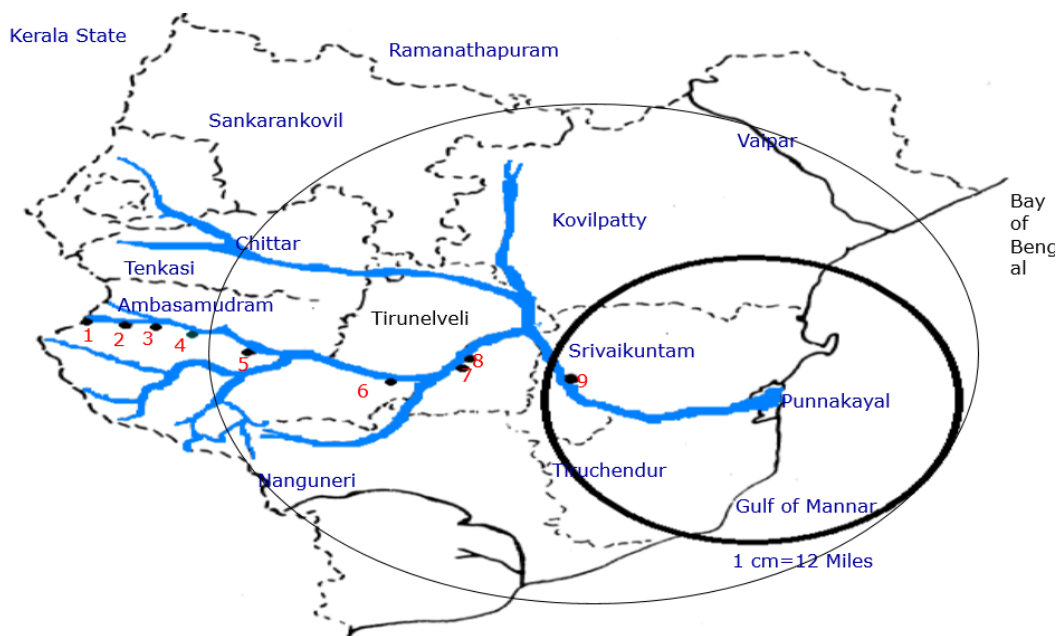 Kerala State
Ramanathapuram
Sankarankovil
Vaipar
Bay
of
Beng
al
Kovilpatty
Chittar
Tenkasi
Ambasamudram
Tirunelveli
1
2
3
4
5
6
7
8
Srivaikuntam
9
Punnakayal
Tiruchendur
Nanguneri
Gulf of Mannar
1 cm=12 Miles